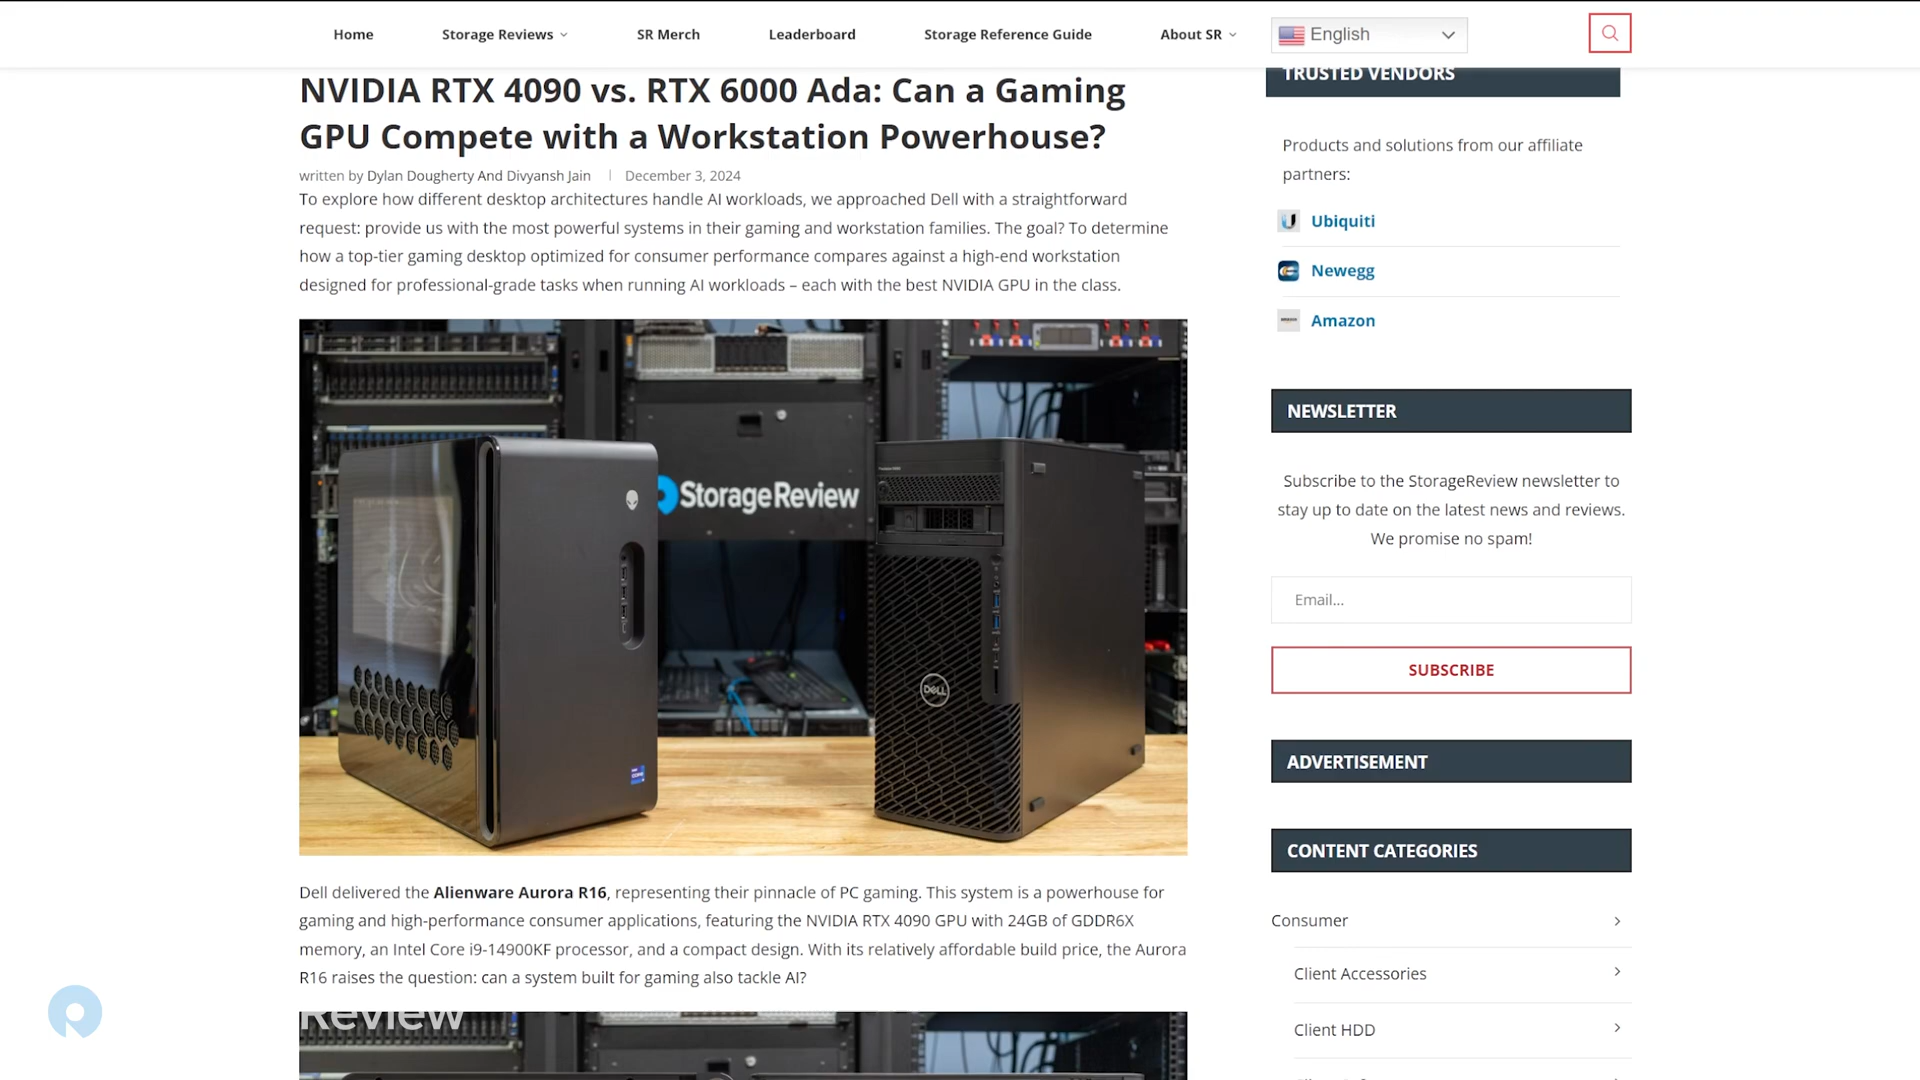 Home
Storage Reviews
SR Merch
Leaderboard
Storage Reference Guide
About SR
English
NVIDIA RTX 4090 vs. RTX 6000 Ada: Can a Gaming
GPU Compete with a Workstation Powerhouse?
written by Dylan Dougherty And Divyansh Jain
December 3, 2024
To explore how different desktop architectures handle AI workloads, we approached Dell with a straightforward
request: provide us with the most powerful systems in their gaming and workstation families. The goal? To determine
how a top-tier gaming desktop optimized for consumer performance compares against a high-end workstation
designed for professional-grade tasks when running AI workloads – each with the best NVIDIA GPU in the class.
StorageReview
DELL
Dell delivered the Alienware Aurora R16, representing their pinnacle of PC gaming. This system is a powerhouse for
gaming and high-performance consumer applications, featuring the NVIDIA RTX 4090 GPU with 24GB of GDDR6X
memory, an Intel Core i9-14900KF processor, and a compact design. With its relatively affordable build price, the Aurora
R16 raises the question: can a system built for gaming also tackle AI?
Review
TRUSTED VENDORS
Products and solutions from our affiliate
partners:
Ubiquiti
Newegg
Amazon
NEWSLETTER
Subscribe to the StorageReview newsletter to
stay up to date on the latest news and reviews.
We promise no spam!
Email...
SUBSCRIBE
ADVERTISEMENT
CONTENT CATEGORIES
Consumer
Client Accessories
Client HDD